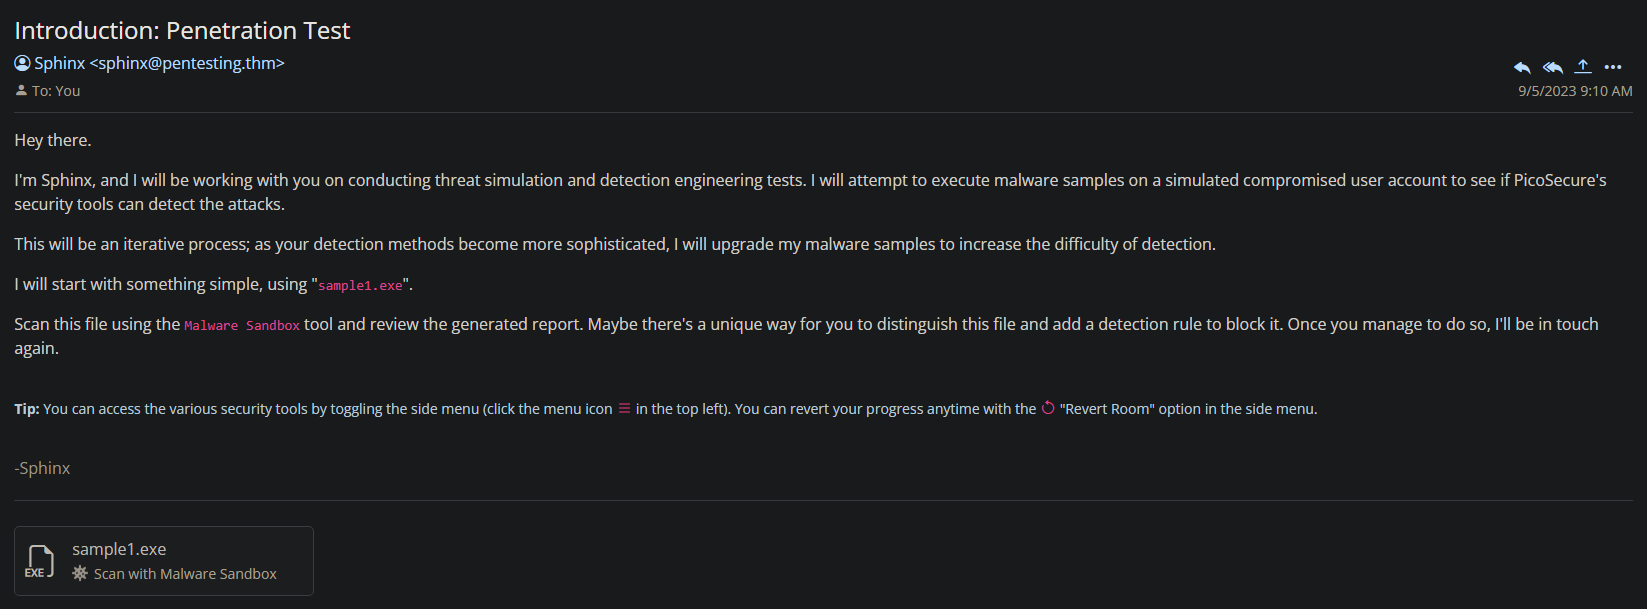 Introduction: Penetration Test
Sphinx <sphinx@pentesting.thm>
To: You
9/5/2023 9:10 AM
Hey there.
I'm Sphinx, and I will be working with you on conducting threat simulation and detection engineering tests. I will attempt to execute malware samples on a simulated compromised user account to see if PicoSecure's
security tools can detect the attacks.
This will be an iterative process; as your detection methods become more sophisticated, I will upgrade my malware samples to increase the difficulty of detection.
I will start with something simple, using "sample1.exe".
Scan this file using the Malware Sandbox tool and review the generated report. Maybe there's a unique way for you to distinguish this file and add a detection rule to block it. Once you manage to do so, I'll be in touch
again.
Tip: You can access the various security tools by toggling the side menu (click the menu icon ☰ in the top left). You can revert your progress anytime with the "Revert Room" option in the side menu.
-Sphinx
EXE
sample1.exe
Scan with Malware Sandbox